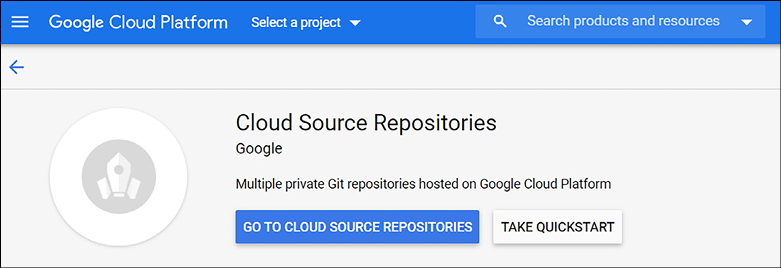 Google Cloud Platform Select a project Search products and resources
Cloud Source Repositories
Google
Multiple private Git repositories hosted on Google Cloud Platform
GO TO CLOUD SOURCE REPOSITORIES TAKE QUICKSTART